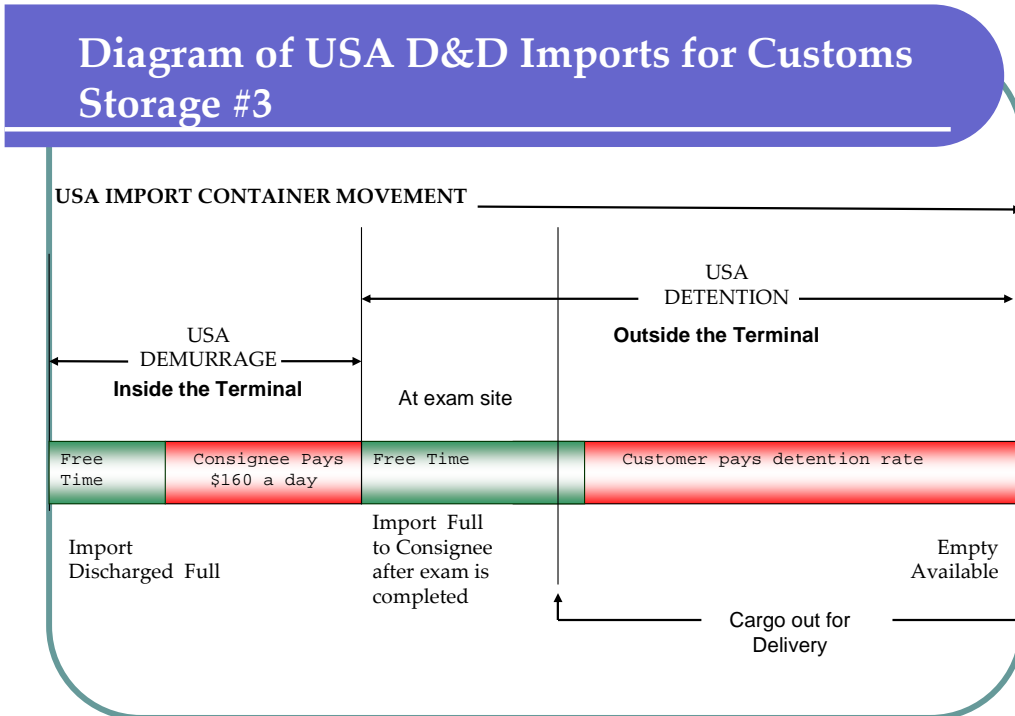 Diagram of USA D&D Imports for Customs
Storage #3
USA IMPORT CONTAINER MOVEMENT
USA
DETENTION
Outside the Terminal
USA
DEMURRAGE
Inside the Terminal
At exam site
Free
Time
Consignee Pays
$160 a day
Free Time
Customer pays detention rate
Import
Discharged Full
Import Full
to Consignee
after exam is
completed
Empty
Available
Cargo out for
Delivery